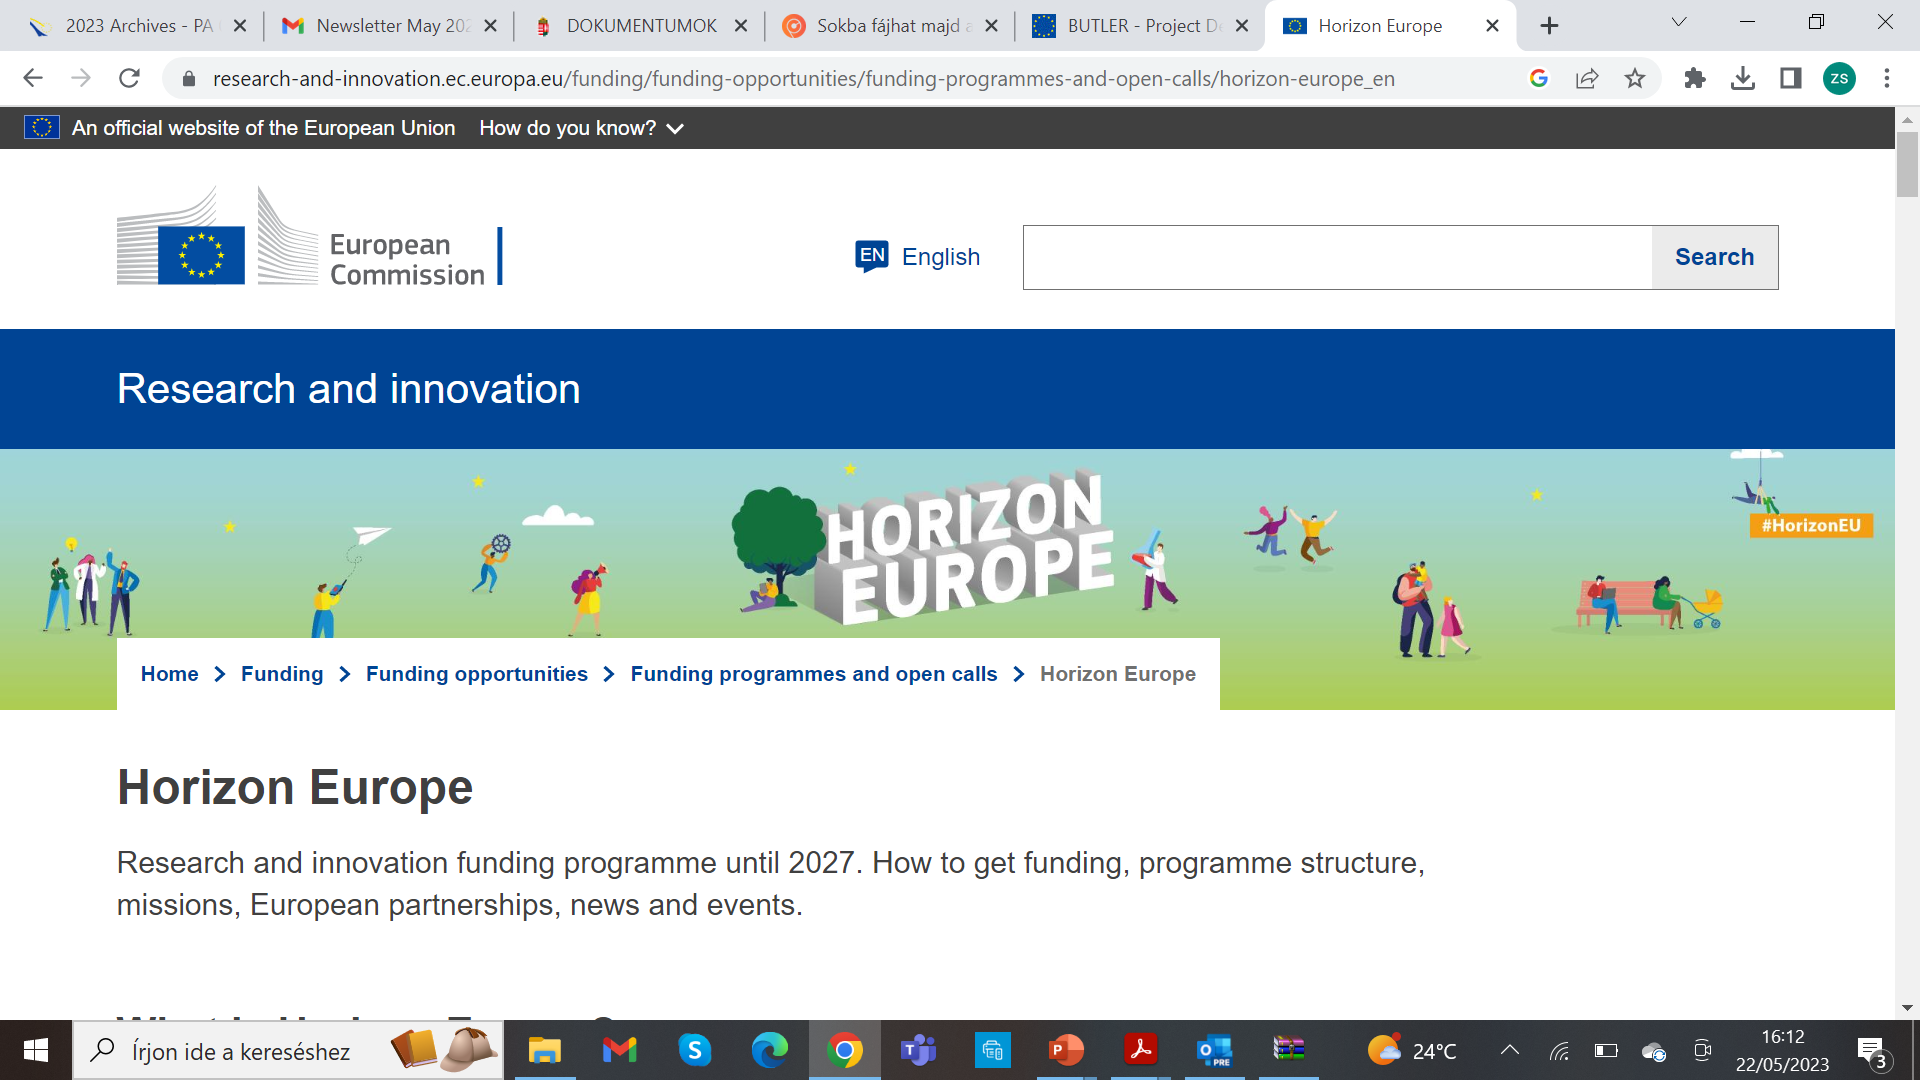 2023 Archives - PA
Newsletter May 202
DOKUMENTUMOK
Sokba fájhat majd a
BUTLER - Project De
Horizon Europe
research-and-innovation.ec.europa.eu/funding/funding-opportunities/funding-programmes-and-open-calls/horizon-europe_en
ZS
An official website of the European Union How do you know?
European
Commission
EN English
Search
Research and innovation
HORIZON
EUROPE
#HorizonEU
Home > Funding > Funding opportunities > Funding programmes and open calls > Horizon Europe
Horizon Europe
Research and innovation funding programme until 2027. How to get funding, programme structure,
missions, European partnerships, news and events.
Írjon ide a kereséshez
PRE
24°C
16:12
22/05/2023
3